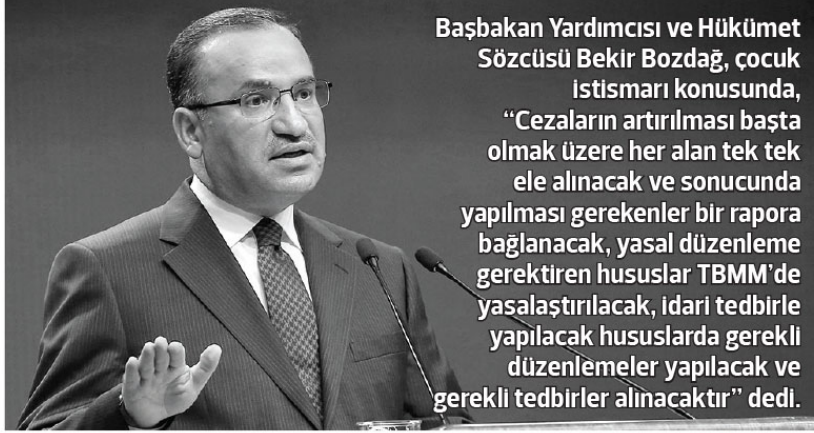 Başbakan Yardımcısı ve Hükümet
Sözcüsü Bekir Bozdağ, çocuk
istismarı konusunda,
“Cezaların artırılması başta
olmak üzere her alan tek tek
ele alınacak ve sonucunda
yapılması gerekenler bir rapora
bağlanacak, yasal düzenleme
gerektiren hususlar TBMM’de
yasalaştırılacak, idari tedbirle
yapılacak hususlarda gerekli
düzenlemeler yapılacak ve
gerekli tedbirler alınacaktır” dedi.